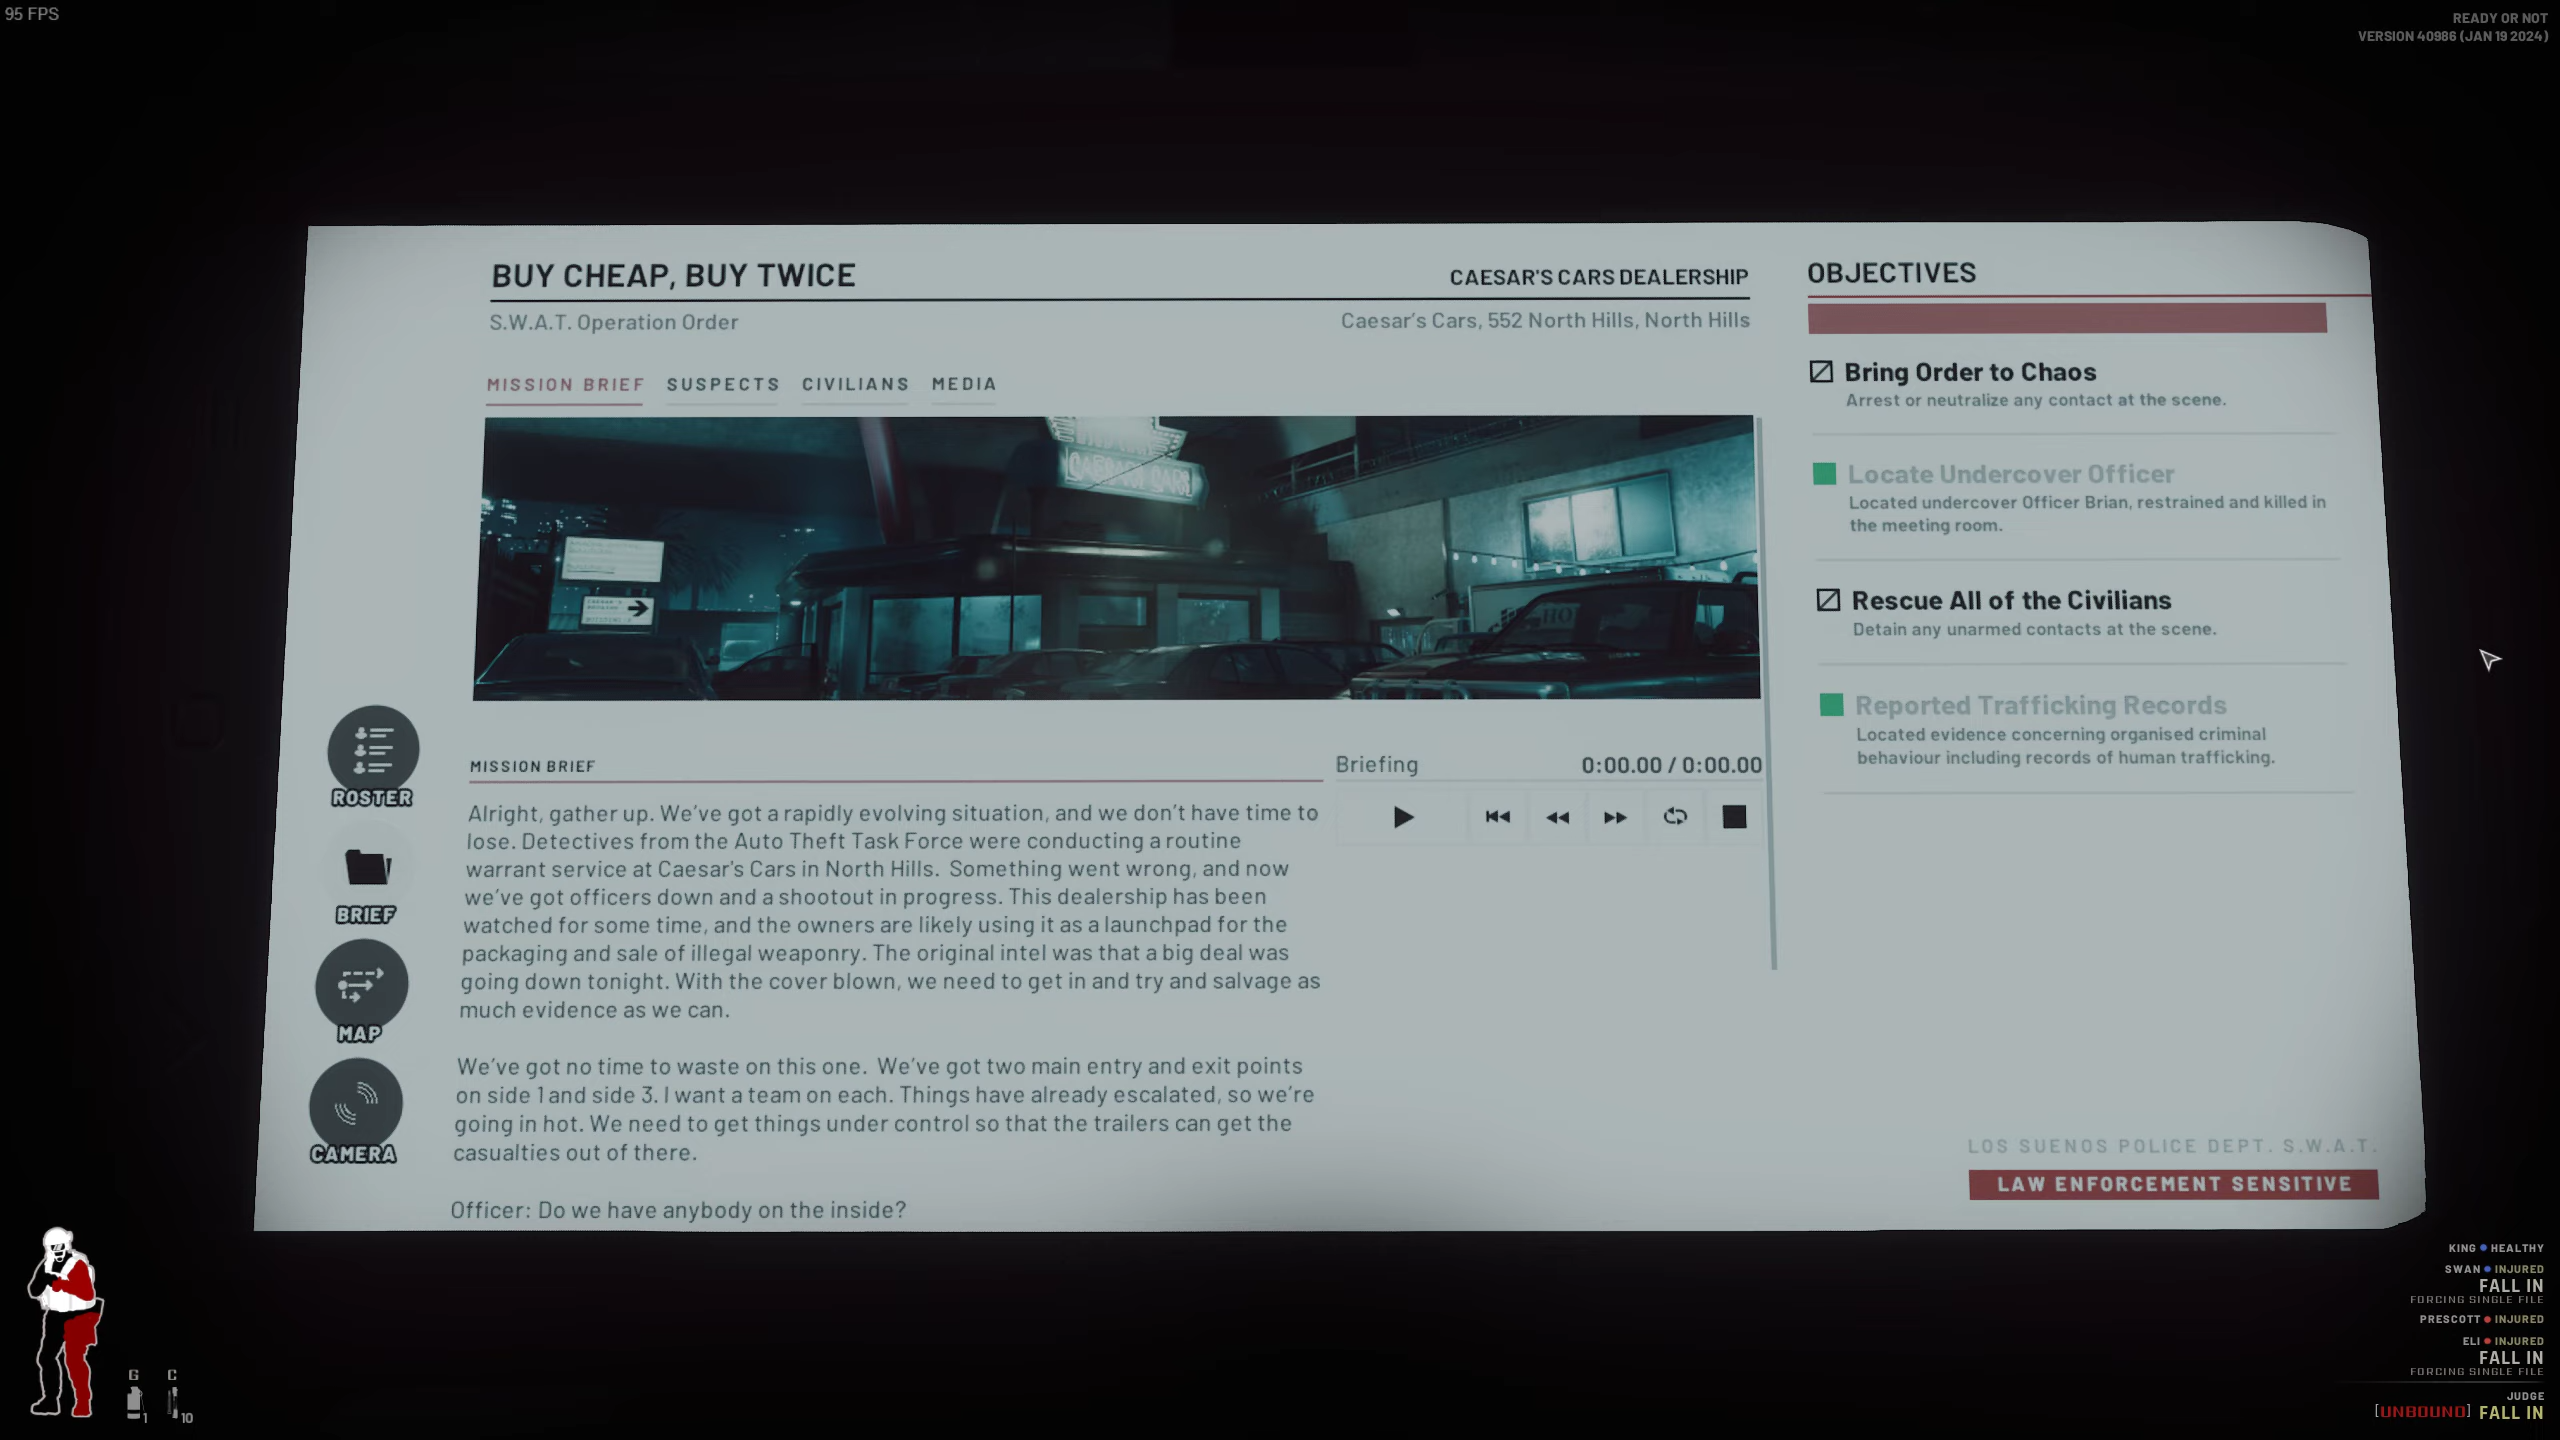 95 FPS
READY OR NOT
VERSION 40986 (JAN 19 2024)
BUY CHEAP, BUY TWICE
CAESAR'S CARS DEALERSHIP
S.W.A.T. Operation Order
Caesar's Cars, 552 North Hills, North Hills
MISSION BRIEF SUSPECTS CIVILIANS MEDIA
CAESAR'S CARS
MISSION BRIEF
Briefing 0:00.00 / 0:00.00
Alright, gather up. We've got a rapidly evolving situation, and we don't have time to
lose. Detectives from the Auto Theft Task Force were conducting a routine
warrant service at Caesar's Cars in North Hills. Something went wrong, and now
we've got officers down and a shootout in progress. This dealership has been
watched for some time, and the owners are likely using it as a launchpad for the
packaging and sale of illegal weaponry. The original intel was that a big deal was
going down tonight. With the cover blown, we need to get in and try and salvage as
much evidence as we can.
We've got no time to waste on this one. We've got two main entry and exit points
on side 1 and side 3. I want a team on each. Things have already escalated, so we're
going in hot. We need to get things under control so that the trailers can get the
casualties out of there.
Officer: Do we have anybody on the inside?
OBJECTIVES
Bring Order to Chaos
Arrest or neutralize any contact at the scene.
Locate Undercover Officer
Located undercover Officer Brian, restrained and killed in
the meeting room.
Rescue All of the Civilians
Detain any unarmed contacts at the scene.
Reported Trafficking Records
Located evidence concerning organised criminal
behaviour including records of human trafficking.
LOS SUENOS POLICE DEPT. S.W.A.T.
LAW ENFORCEMENT SENSITIVE
ROSTER
BRIEF
MAP
CAMERA
G C
1 10
KING HEALTHY
SWAN INJURED
FALL IN
FORCING SINGLE FILE
PRESCOTT INJURED
ELI INJURED
FALL IN
FORCING SINGLE FILE
JUDGE
[UNBOUND] FALL IN